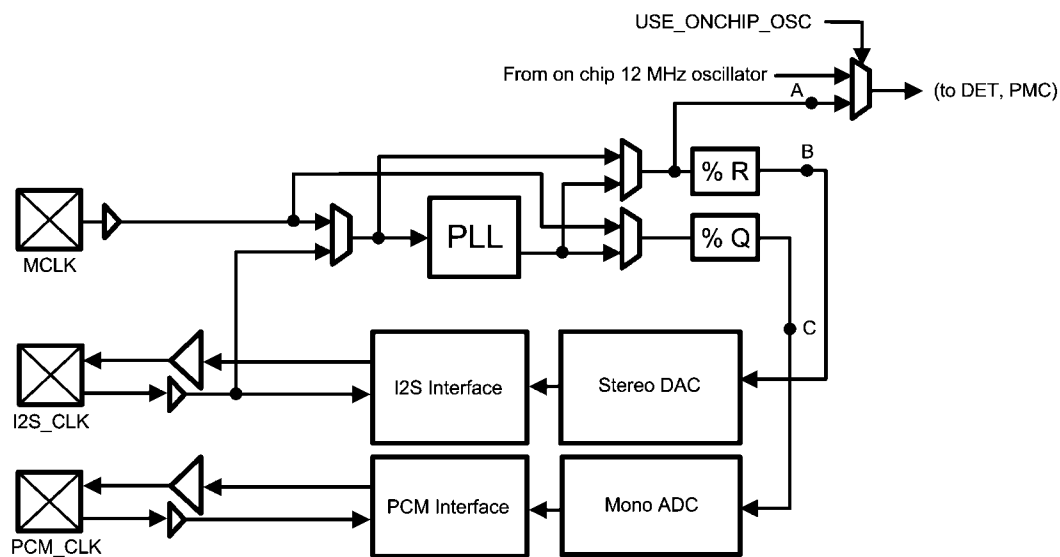 USE_ONCHIP_OSC
From on chip 12 MHz oscillator
(to DET, PMC)
A
B
% R
MCLK
PLL
% Q
C
I2S_CLK
I2S Interface
Stereo DAC
PCM_CLK
PCM Interface
Mono ADC